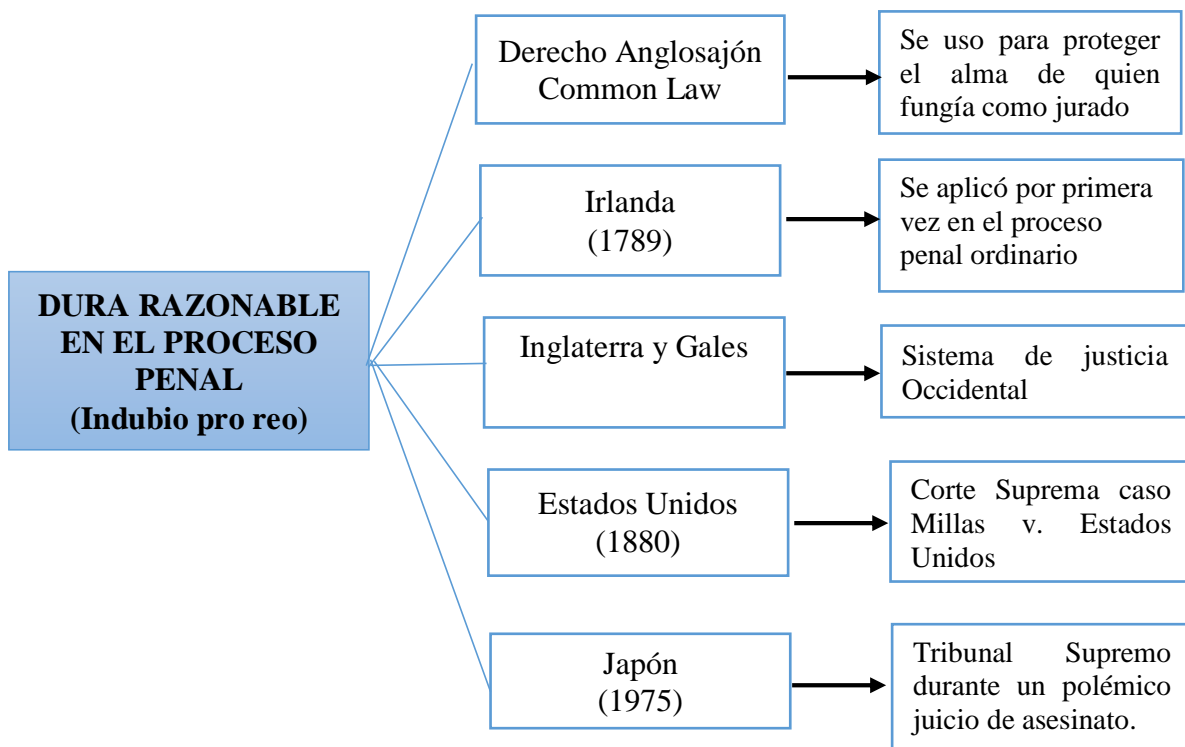 DURA RAZONABLE
EN EL PROCESO
PENAL
(Indubio pro reo)
Derecho Anglosajón
Common Law
Se uso para proteger
el alma de quien
fungía como jurado
Irlanda
(1789)
Se aplicó por primera
vez en el proceso
penal ordinario
Inglaterra y Gales
Sistema de justicia
Occidental
Estados Unidos
(1880)
Corte Suprema caso
Millas v. Estados
Unidos
Japón
(1975)
Tribunal Supremo
durante un polémico
juicio de asesinato.